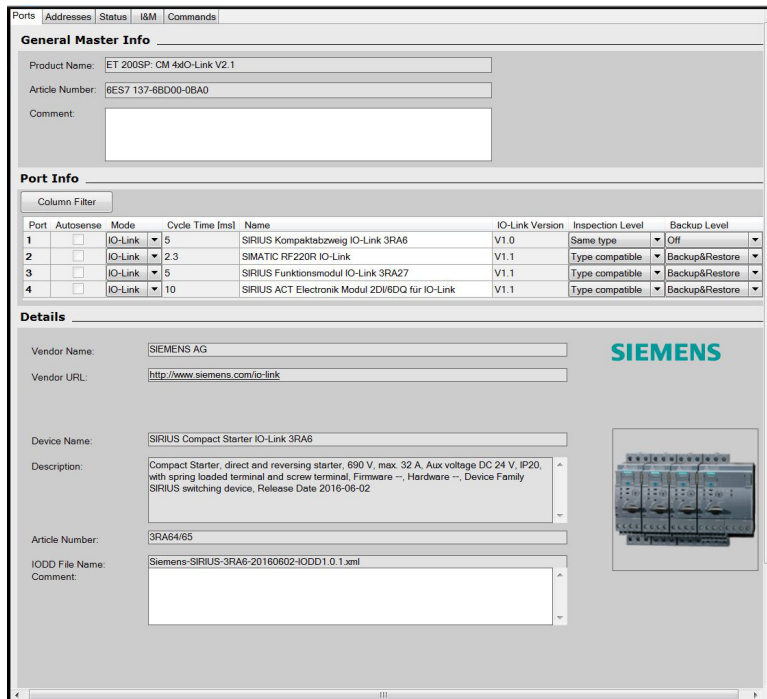 Ports Addresses Status I&M Commands
General Master Info
Product Name: ET 200SP: CM 4xIO-Link V2.1
Article Number: 6ES7 137-6BD00-0BA0
Comment:
Port Info
Column Filter
Port Autosense Mode Cycle Time [ms] Name IO-Link Version Inspection Level Backup Level
1 IO-Link 5 SIRIUS Kompaktabzweig IO-Link 3RA6 V1.0 Same type Off
2 IO-Link 2.3 SIMATIC RF220R IO-Link V1.1 Type compatible Backup&Restore
3 IO-Link 5 SIRIUS Funktionsmodul IO-Link 3RA27 V1.1 Type compatible Backup&Restore
4 IO-Link 10 SIRIUS ACT Electronik Modul 2DI/6DQ für IO-Link V1.1 Type compatible Backup&Restore
Details
Vendor Name: SIEMENS AG
SIEMENS
Vendor URL: http://www.siemens.com/io-link
Device Name: SIRIUS Compact Starter IO-Link 3RA6
Description: Compact Starter, direct and reversing starter, 690 V, max. 32 A, Aux voltage DC 24 V, IP20,
with spring loaded terminal and screw terminal, Firmware --, Hardware --, Device Family
SIRIUS switching device, Release Date 2016-06-02
Article Number: 3RA64/65
IODD File Name: Siemens-SIRIUS-3RA6-20160602-IODD1.0.1.xml
Comment: